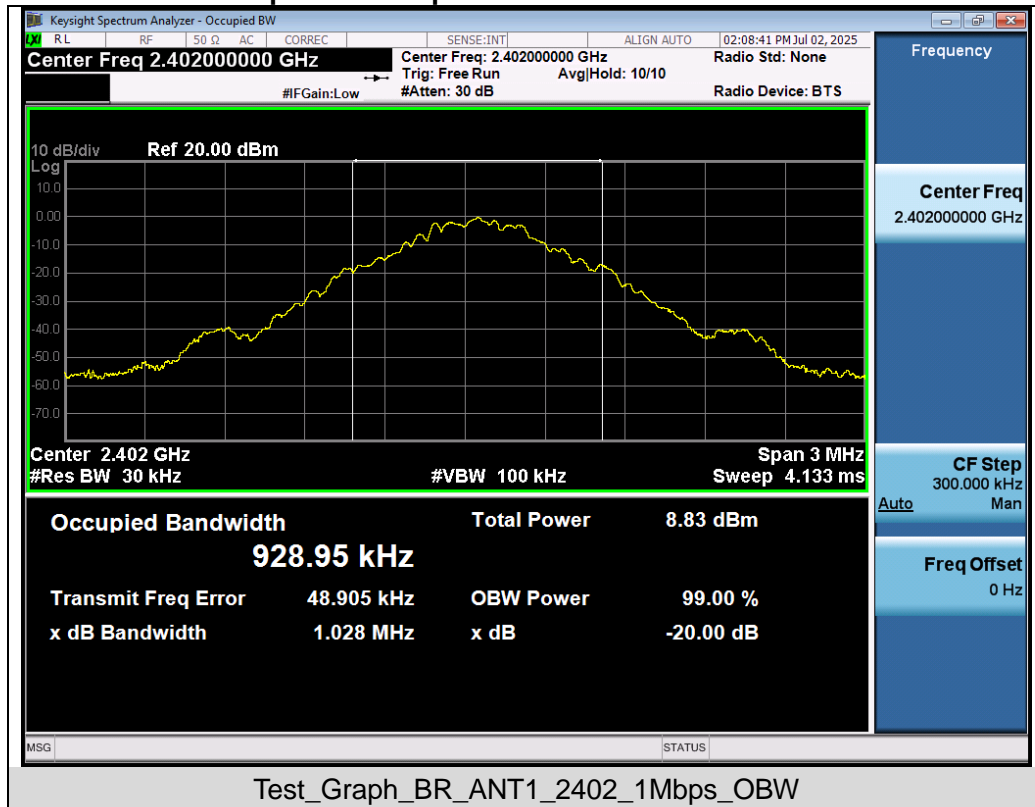 Keysight Spectrum Analyzer - Occupied BW
LXI RL RF 50 Ω AC CORREC SENSE:INT ALIGN AUTO 02:08:41 PM Jul 02, 2025
Center Freq 2.402000000 GHz
Center Freq: 2.402000000 GHz Radio Std: None
Trig: Free Run Avg|Hold: 10/10
#IFGain:Low #Atten: 30 dB Radio Device: BTS
10 dB/div Ref 20.00 dBm
Log
10.0
0.00
-10.0
-20.0
-30.0
-40.0
-50.0
-60.0
-70.0
Center 2.402 GHz Span 3 MHz
#Res BW 30 kHz #VBW 100 kHz Sweep 4.133 ms
Occupied Bandwidth Total Power 8.83 dBm
928.95 kHz
Transmit Freq Error 48.905 kHz OBW Power 99.00 %
x dB Bandwidth 1.028 MHz x dB -20.00 dB
Frequency
Center Freq
2.402000000 GHz
CF Step
300.000 kHz
Auto Man
Freq Offset
0 Hz
MSG STATUS
Test_Graph_BR_ANT1_2402_1Mbps_OBW